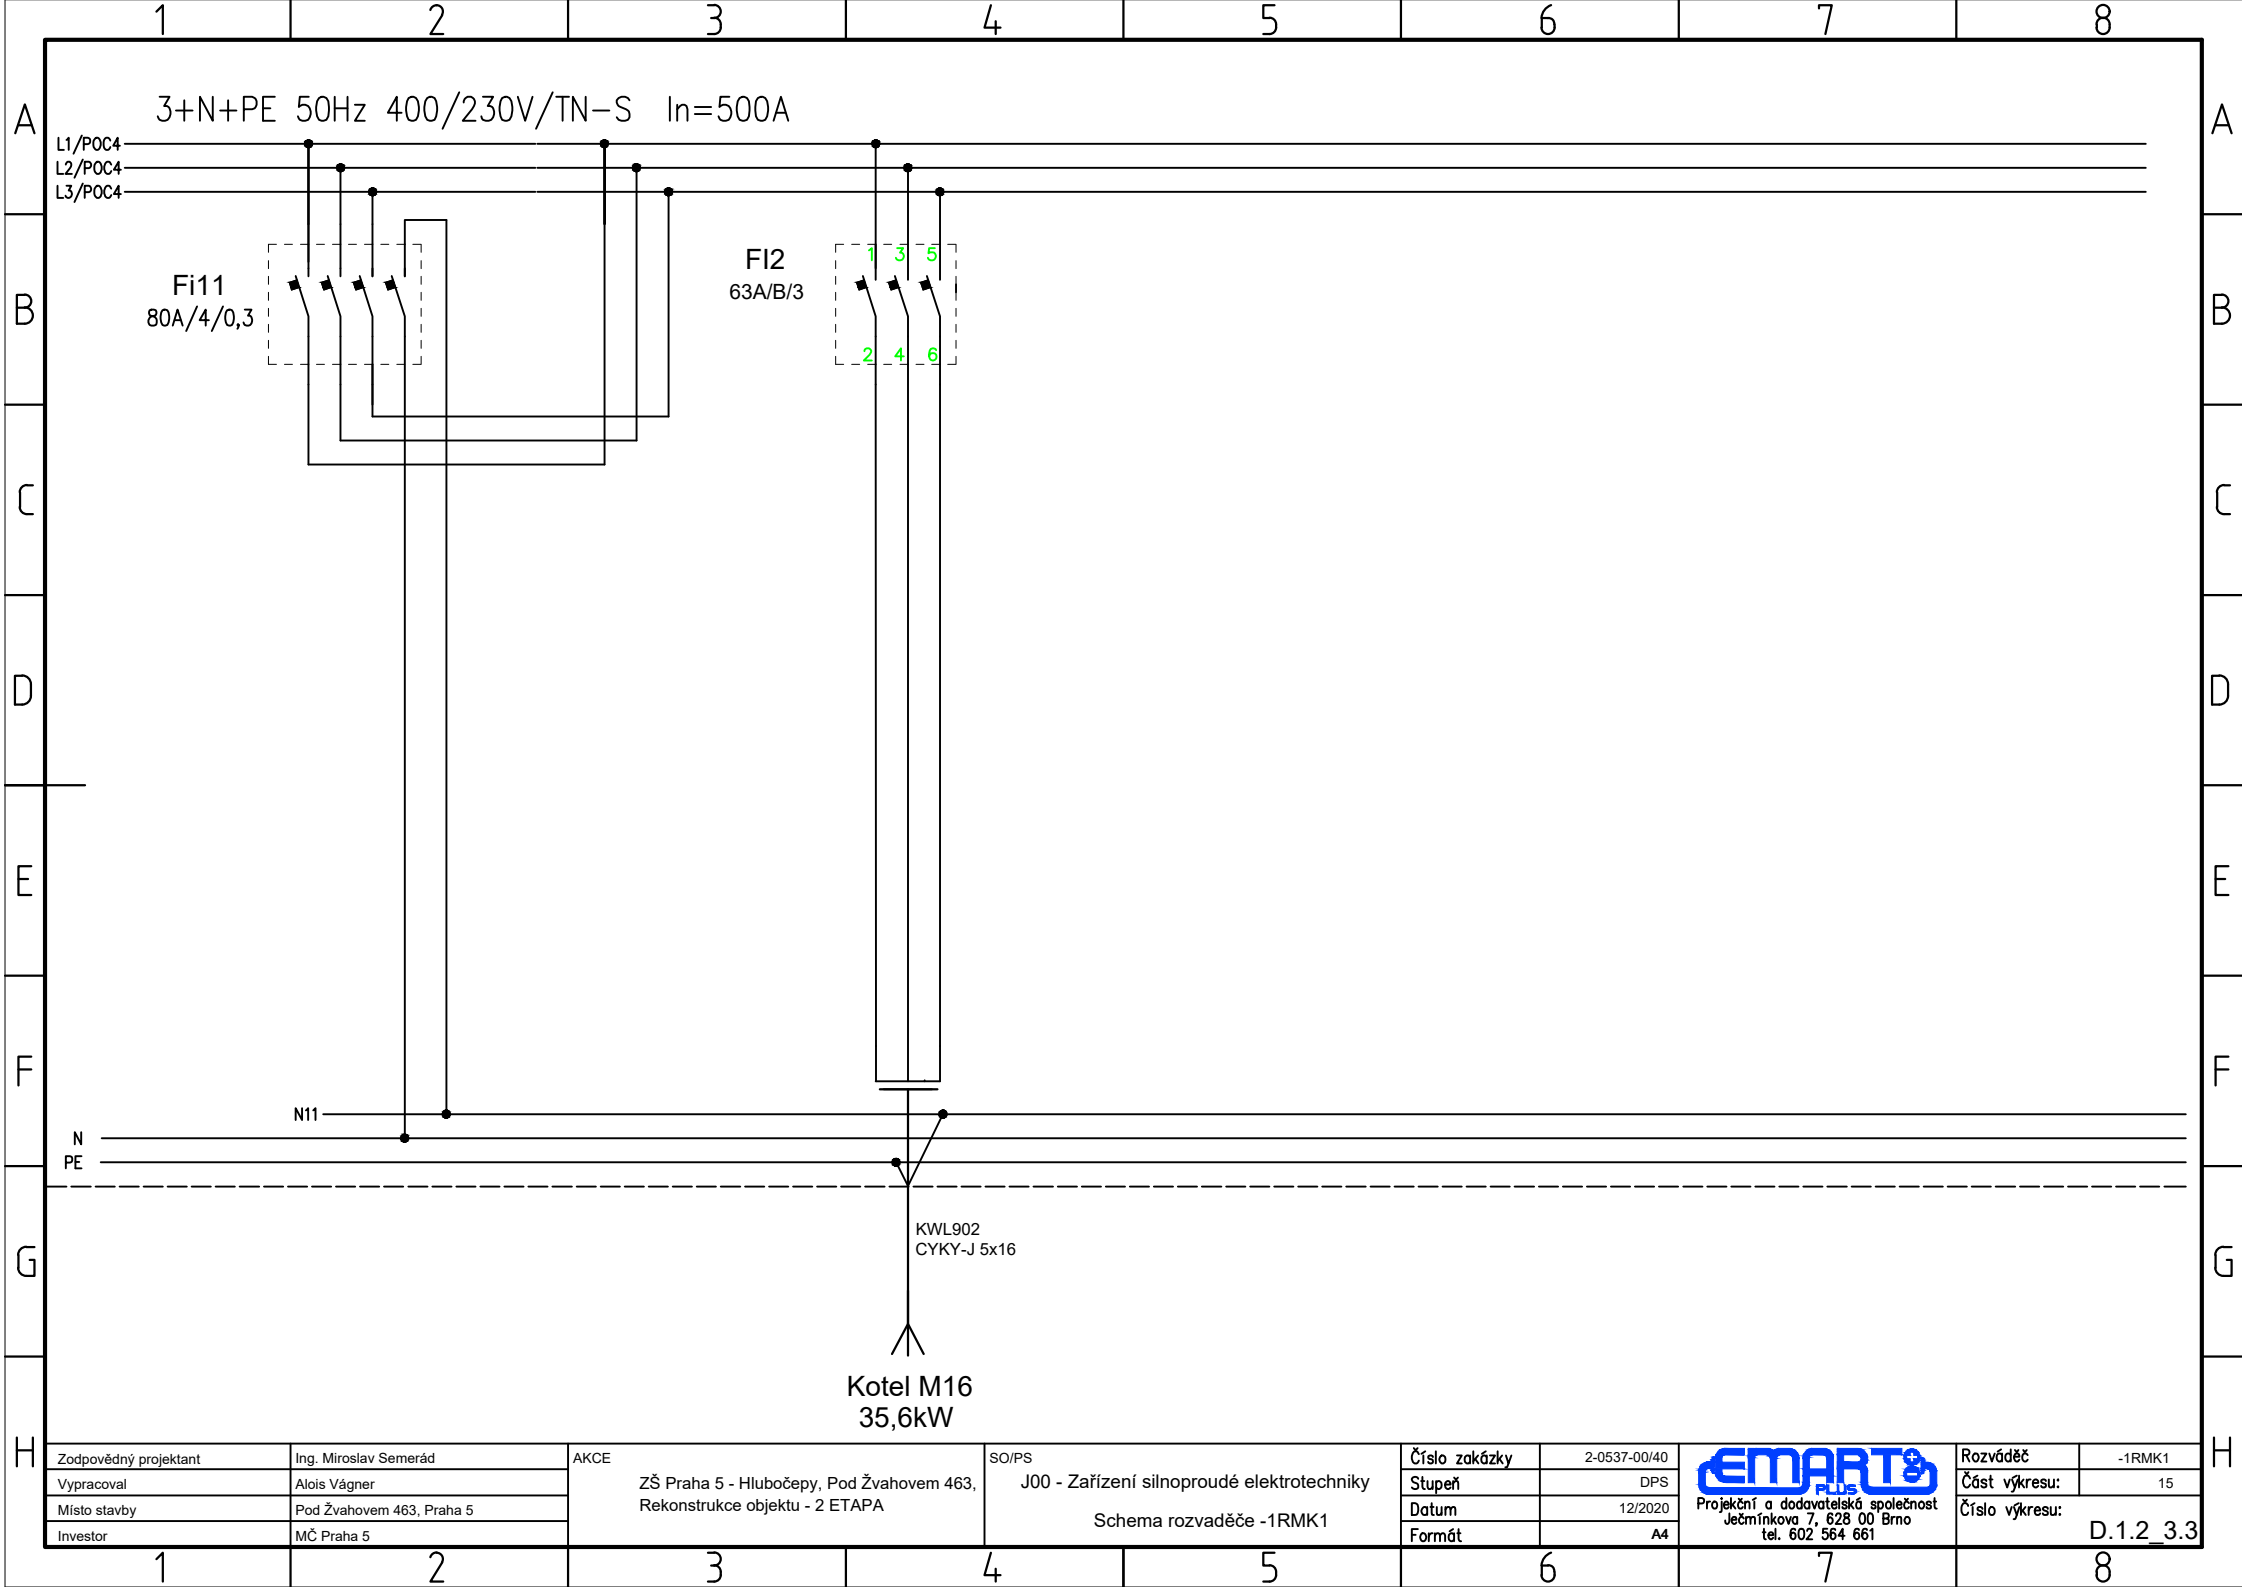 1 2 3 4 5 6 7 8
A A
3+N+PE 50Hz 400/230V/TN-S In=500A
L1/POC4
L2/POC4
L3/POC4
B B
Fi11
80A/4/0,3
FI2
63A/B/3
1 3 5
2 4 6
C C
D D
E E
F F
N11
N
PE
G G
KWL902
CYKY-J 5x16
Kotel M16
35,6kW
H H
Zodpovědný projektant Ing. Miroslav Semerád
Vypracoval Alois Vágner
Místo stavby Pod Žvahovem 463, Praha 5
Investor MČ Praha 5
AKCE
ZŠ Praha 5 - Hlubočepy, Pod Žvahovem 463,
Rekonstrukce objektu - 2 ETAPA
SO/PS
J00 - Zařízení silnoproudé elektrotechniky
Schema rozvaděče -1RMK1
Číslo zakázky 2-0537-00/40
Stupeň DPS
Datum 12/2020
Formát A4
EMART
PLUS
Projekční a dodavatelská společnost
Ječmínkova 7, 628 00 Brno
tel. 602 564 661
Rozváděč -1RMK1
Část výkresu: 15
Číslo výkresu:
D.1.2_3.3
1 2 3 4 5 6 7 8